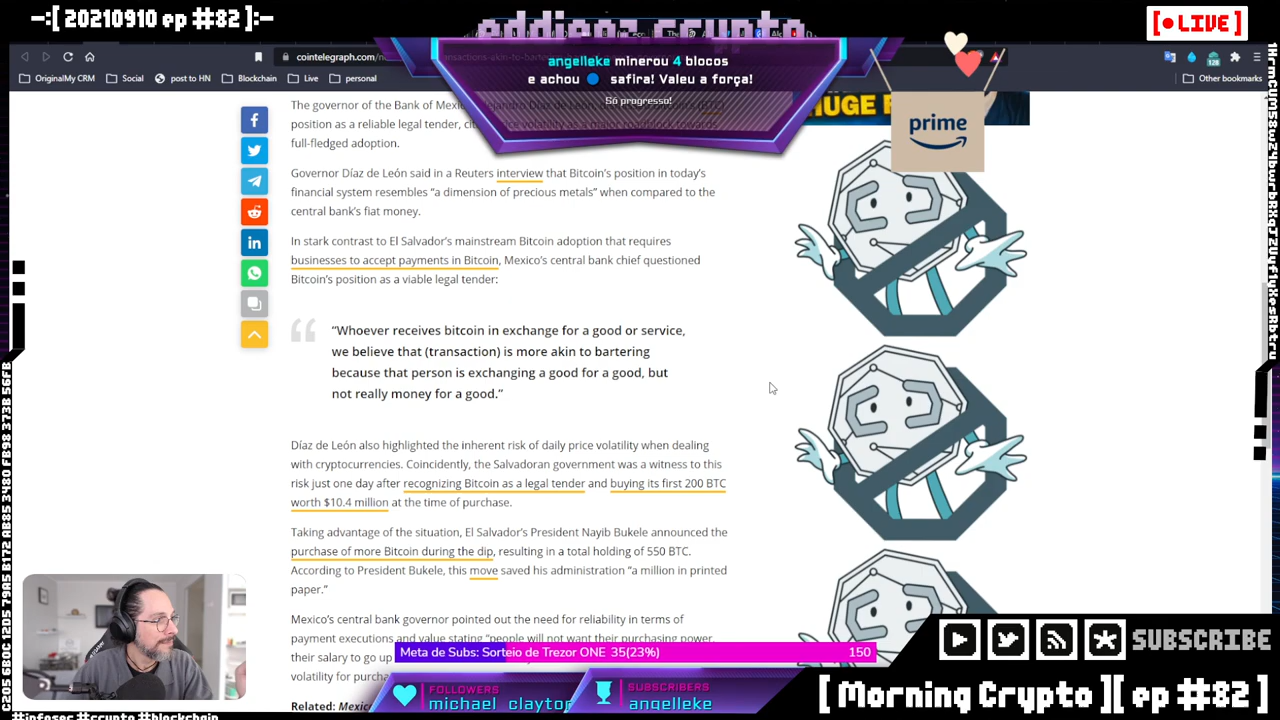 -:[ 20210910 ep #82]:-
eddieoz crypto
[● LIVE]
cointelegraph.com/
angelleke minerou 4 blocos
e achou safira! Valeu a força!
Só progresso!
OriginalMy CRM
Social
post to HN
Blockchain
Live
personal
Other bookmarks
128
HUGE
prime
The governor of the Bank of Mexi
position as a reliable legal tender,
full-fledged adoption.
Governor Díaz de León said in a Reuters interview that Bitcoin's position in today's
financial system resembles "a dimension of precious metals" when compared to the
central bank's fiat money.
In stark contrast to El Salvador's mainstream Bitcoin adoption that requires
businesses to accept payments in Bitcoin, Mexico's central bank chief questioned
Bitcoin's position as a viable legal tender:
"Whoever receives bitcoin in exchange for a good or service,
we believe that (transaction) is more akin to bartering
because that person is exchanging a good for a good, but
not really money for a good."
Díaz de León also highlighted the inherent risk of daily price volatility when dealing
with cryptocurrencies. Coincidently, the Salvadoran government was a witness to this
risk just one day after recognizing Bitcoin as a legal tender and buying its first 200 BTC
worth $10.4 million at the time of purchase.
Taking advantage of the situation, El Salvador's President Nayib Bukele announced the
purchase of more Bitcoin during the dip, resulting in a total holding of 550 BTC.
According to President Bukele, this move saved his administration "a million in printed
paper."
Mexico's central bank governor pointed out the need for reliability in terms of
payment executions and value stating "people will not want their purchasing power,
their salary to go up
volatility for purcha
Related: Mexic
Meta de Subs: Sorteio de Trezor ONE 35(23%) 150
FOLLOWERS
michael clayton
SUBSCRIBERS
angelleke
SUBSCRIBE
[ Morning Crypto ][ ep #82 ]
#infosec #crypto #blockchain